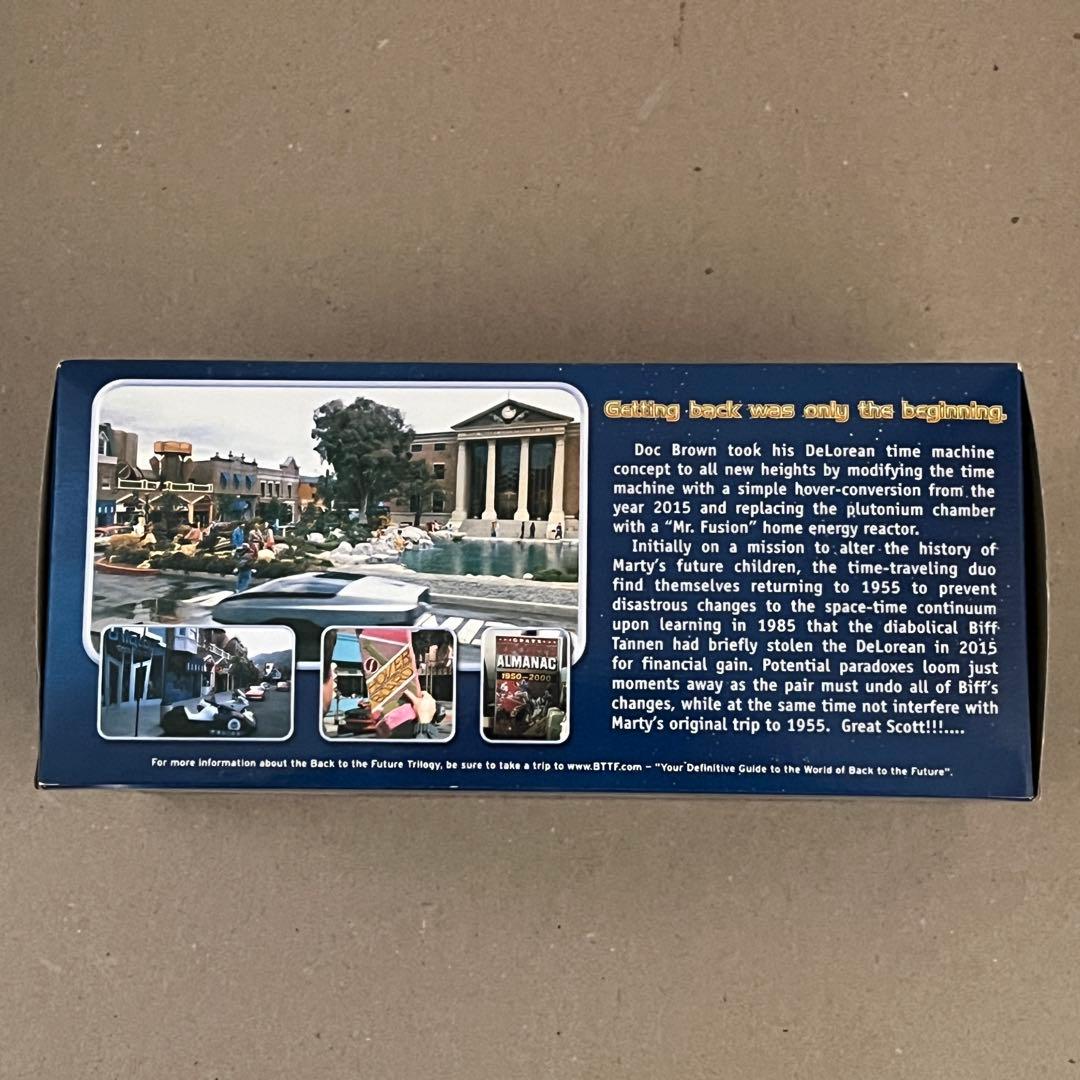 Getting back was only the beginning.
Doc Brown took his DeLorean time machine
concept to all new heights by modifying the time
machine with a simple hover-conversion from the
year 2015 and replacing the plutonium chamber
with a “Mr. Fusion” home energy reactor.
Initially on a mission to alter the history of
Marty’s future children, the time-traveling duo
find themselves returning to 1955 to prevent
disastrous changes to the space-time continuum
upon learning in 1985 that the diabolical Biff
Tannen had briefly stolen the DeLorean in 2015
for financial gain. Potential paradoxes loom just
moments away as the pair must undo all of Biff’s
changes, while at the same time not interfere with
Marty’s original trip to 1955. Great Scott!!!....
ALMANAC
1950-2000
For more information about the Back to the Future Trilogy, be sure to take a trip to www.BTTF.com – “Your Definitive Guide to the World of Back to the Future”.